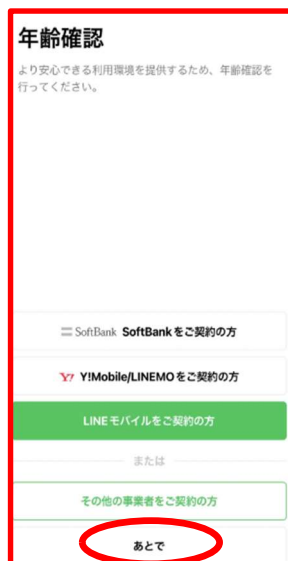 年齢確認
より安心できる利用環境を提供するため、年齢確認を
行ってください。
SoftBank SoftBankをご契約の方
Y! Y!Mobile/LINEMOをご契約の方
LINEモバイルをご契約の方
または
その他の事業者をご契約の方
あとで